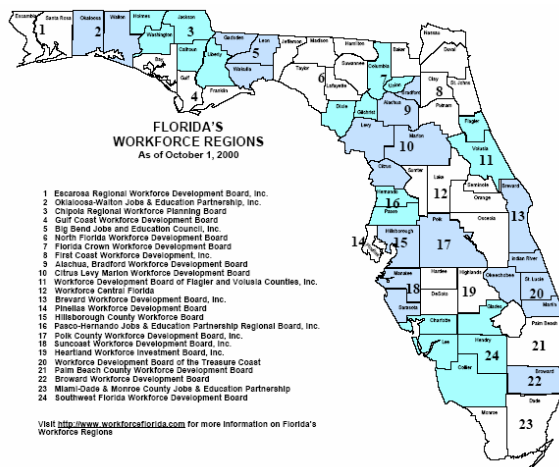 Escambia
Santa Rosa
Okaloosa
Walton
Holmes
Jackson
Washington
Bay
Calhoun
Gulf
Liberty
Gadsden
Leon
Wakulla
Franklin
Jefferson
Madison
Taylor
Hamilton
Suwannee
Lafayette
Columbia
Baker
Union
Bradford
Dixie
Gilchrist
Alachua
Levy
Nassau
Duval
Clay
St. Johns
Putnam
Flagler
Volusia
Marion
Citrus
Sumter
Lake
Hernando
Pasco
Seminole
Orange
Brevard
Osceola
Hillsborough
Polk
Indian River
Manatee
Hardee
Highlands
Okeechobee
St. Lucie
Martin
Sarasota
DeSoto
Charlotte
Glades
Palm Beach
Lee
Hendry
Collier
Broward
Monroe
Dade
1
2
3
4
5
6
7
8
9
10
11
12
13
14
15
16
17
18
19
20
21
22
23
24
FLORIDA'S
WORKFORCE REGIONS
As of October 1, 2000
1 Escarosa Regional Workforce Development Board, Inc.
2 Okaloosa-Walton Jobs & Education Partnership, Inc.
3 Chipola Regional Workforce Planning Board
4 Gulf Coast Workforce Development Board
5 Big Bend Jobs and Education Council, Inc.
6 North Florida Workforce Development Board
7 Florida Crown Workforce Development Board
8 First Coast Workforce Development, Inc.
9 Alachua, Bradford Workforce Development Board
10 Citrus Levy Marion Workforce Development Board
11 Workforce Development Board of Flagler and Volusia Counties, Inc.
12 Workforce Central Florida
13 Brevard Workforce Development Board, Inc.
14 Pinellas Workforce Development Board
15 Hillsborough County Workforce Board
16 Pasco-Hernando Jobs & Education Partnership Regional Board, Inc.
17 Polk County Workforce Development Board, Inc.
18 Suncoast Workforce Development Board, Inc.
19 Heartland Workforce Investment Board, Inc.
20 Workforce Development Board of the Treasure Coast
21 Palm Beach County Workforce Development Board
22 Broward Workforce Development Board
23 Miami-Dade & Monroe County Jobs & Education Partnership
24 Southwest Florida Workforce Development Board
Visit http://www.workforceflorida.com for more information on Florida's
Workforce Regions